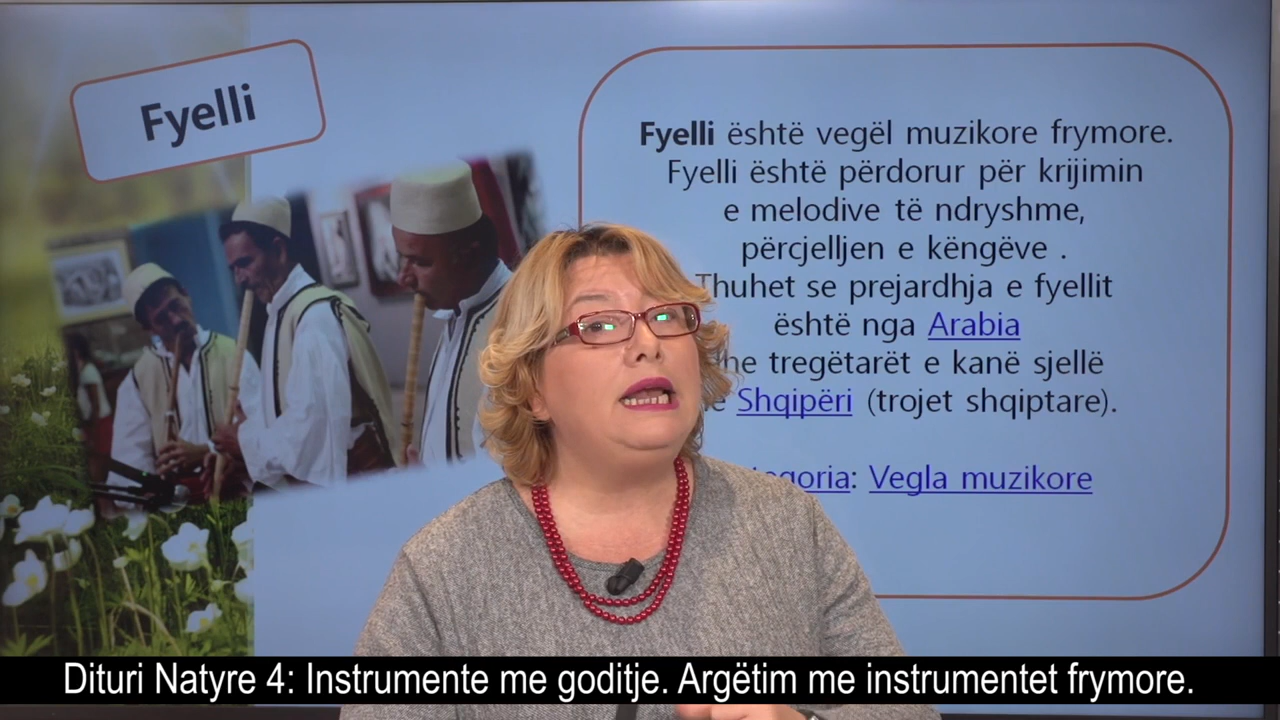 Fyelli
Fyelli është vegël muzikore frymore.
Fyelli është përdorur për krijimin
e melodive të ndryshme,
përcjelljen e këngëve .
Thuhet se prejardhja e fyellit
është nga Arabia
tregëtarët e kanë sjellë
Shqipëri (trojet shqiptare).
Vegla muzikore
Dituri Natyre 4: Instrumente me goditje. Argëtim me instrumentet frymore.